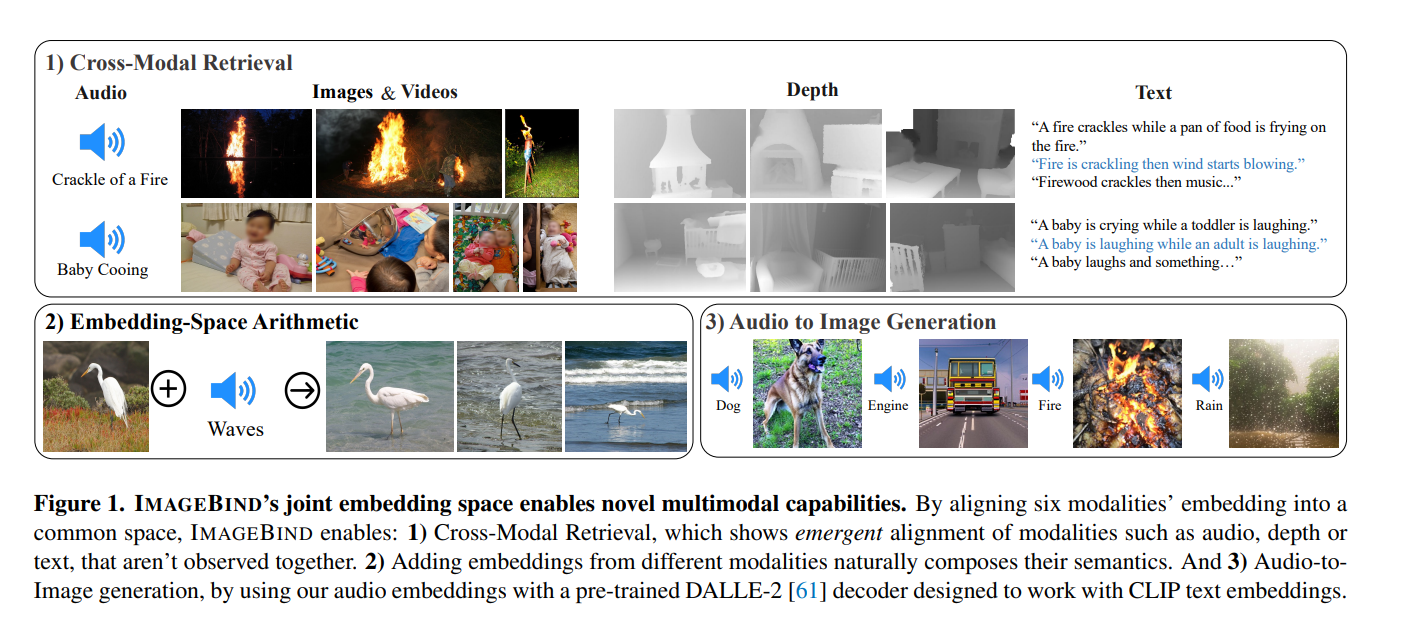 1) Cross-Modal Retrieval
Audio
Images & Videos
Depth
Text
Crackle of a Fire
“A fire crackles while a pan of food is frying on
the fire.”
“Fire is crackling then wind starts blowing.”
“Firewood crackles then music...”
Baby Cooing
“A baby is crying while a toddler is laughing.”
“A baby is laughing while an adult is laughing.”
“A baby laughs and something…”
2) Embedding-Space Arithmetic
Waves
3) Audio to Image Generation
Dog
Engine
Fire
Rain
Figure 1. IMAGEBIND’s joint embedding space enables novel multimodal capabilities. By aligning six modalities’ embedding into a
common space, IMAGEBIND enables: 1) Cross-Modal Retrieval, which shows emergent alignment of modalities such as audio, depth or
text, that aren’t observed together. 2) Adding embeddings from different modalities naturally composes their semantics. And 3) Audio-to-
Image generation, by using our audio embeddings with a pre-trained DALLE-2 [61] decoder designed to work with CLIP text embeddings.